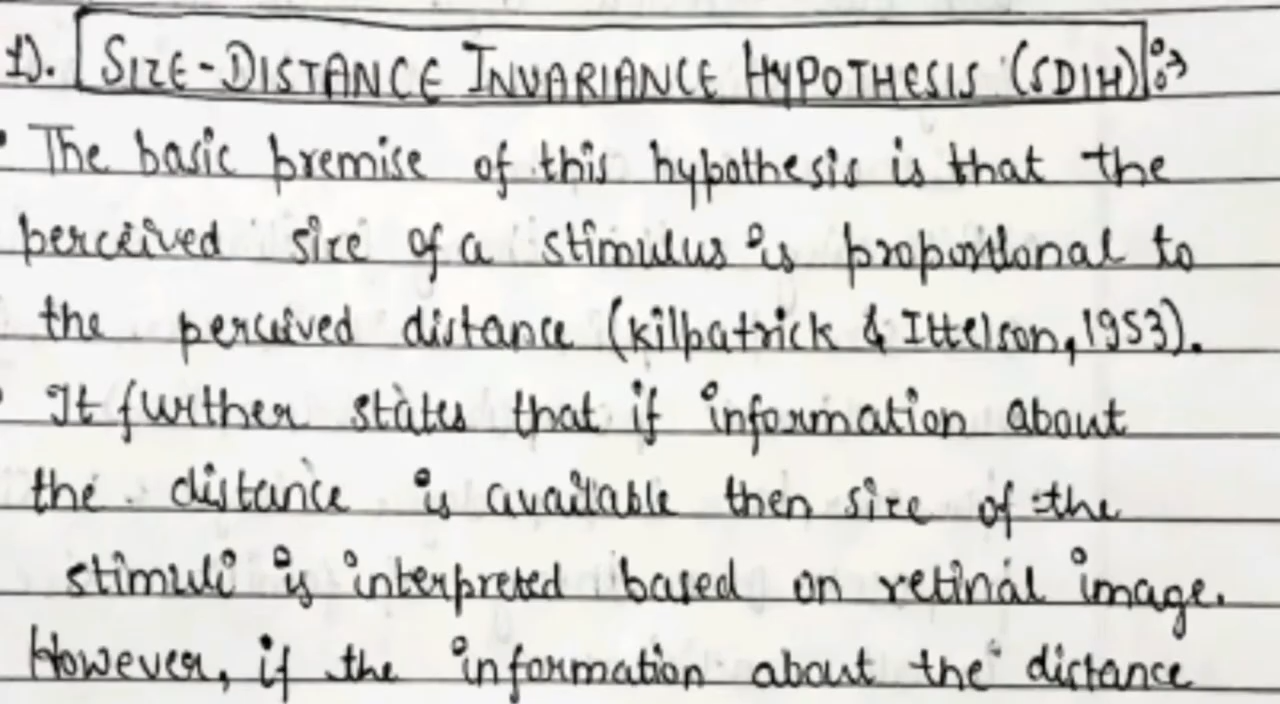 1). SIZE-DISTANCE INVARIANCE HYPOTHESIS (SDIH):→
• The basic premise of this hypothesis is that the
perceived size of a stimulus is proportional to
the perceived distance (Kilpatrick & Ittelson, 1953).
• It further states that if information about
the distance is available then size of the
stimuli is interpreted based on retinal image.
However, if the information about the distance